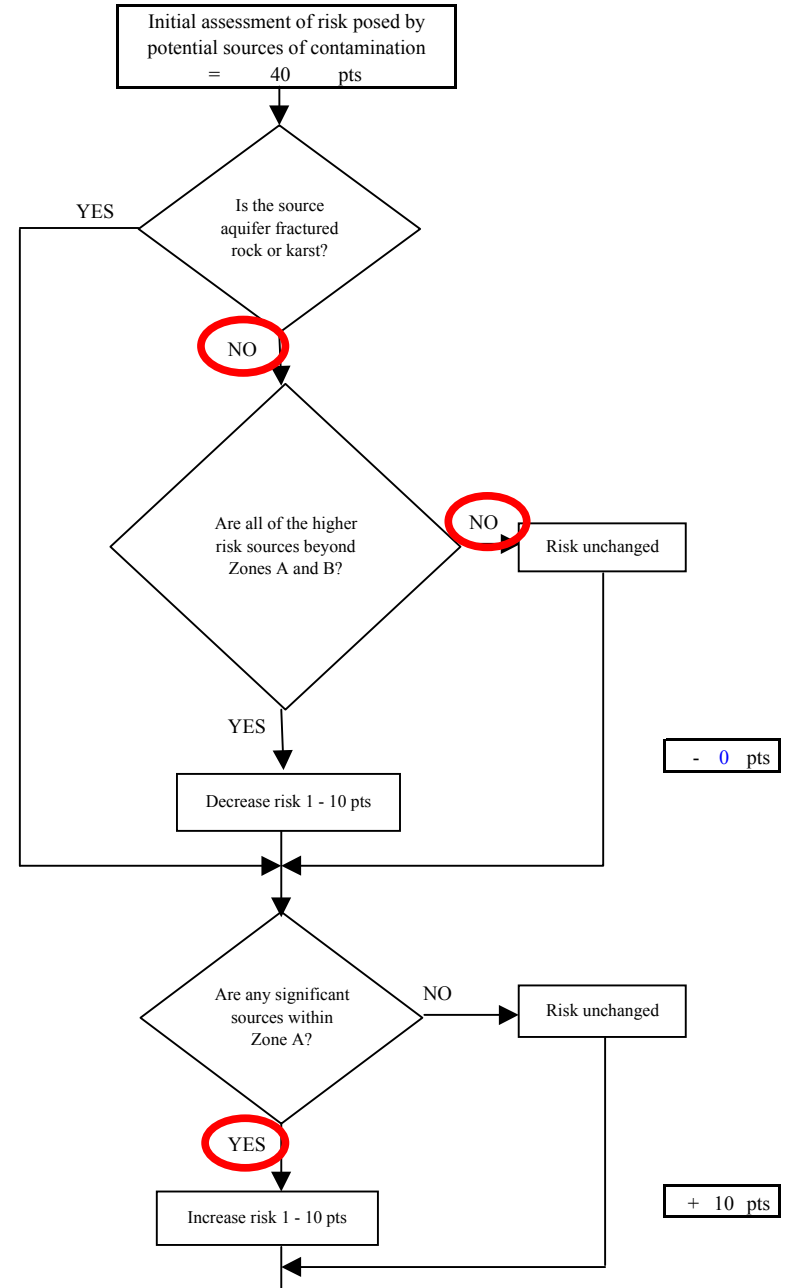 Initial assessment of risk posed by
potential sources of contamination
= 40 pts
YES
Is the source
aquifer fractured
rock or karst?
NO
Are all of the higher
risk sources beyond
Zones A and B?
NO
Risk unchanged
YES
- 0 pts
Decrease risk 1 - 10 pts
Are any significant
sources within
Zone A?
NO
Risk unchanged
YES
+ 10 pts
Increase risk 1 - 10 pts